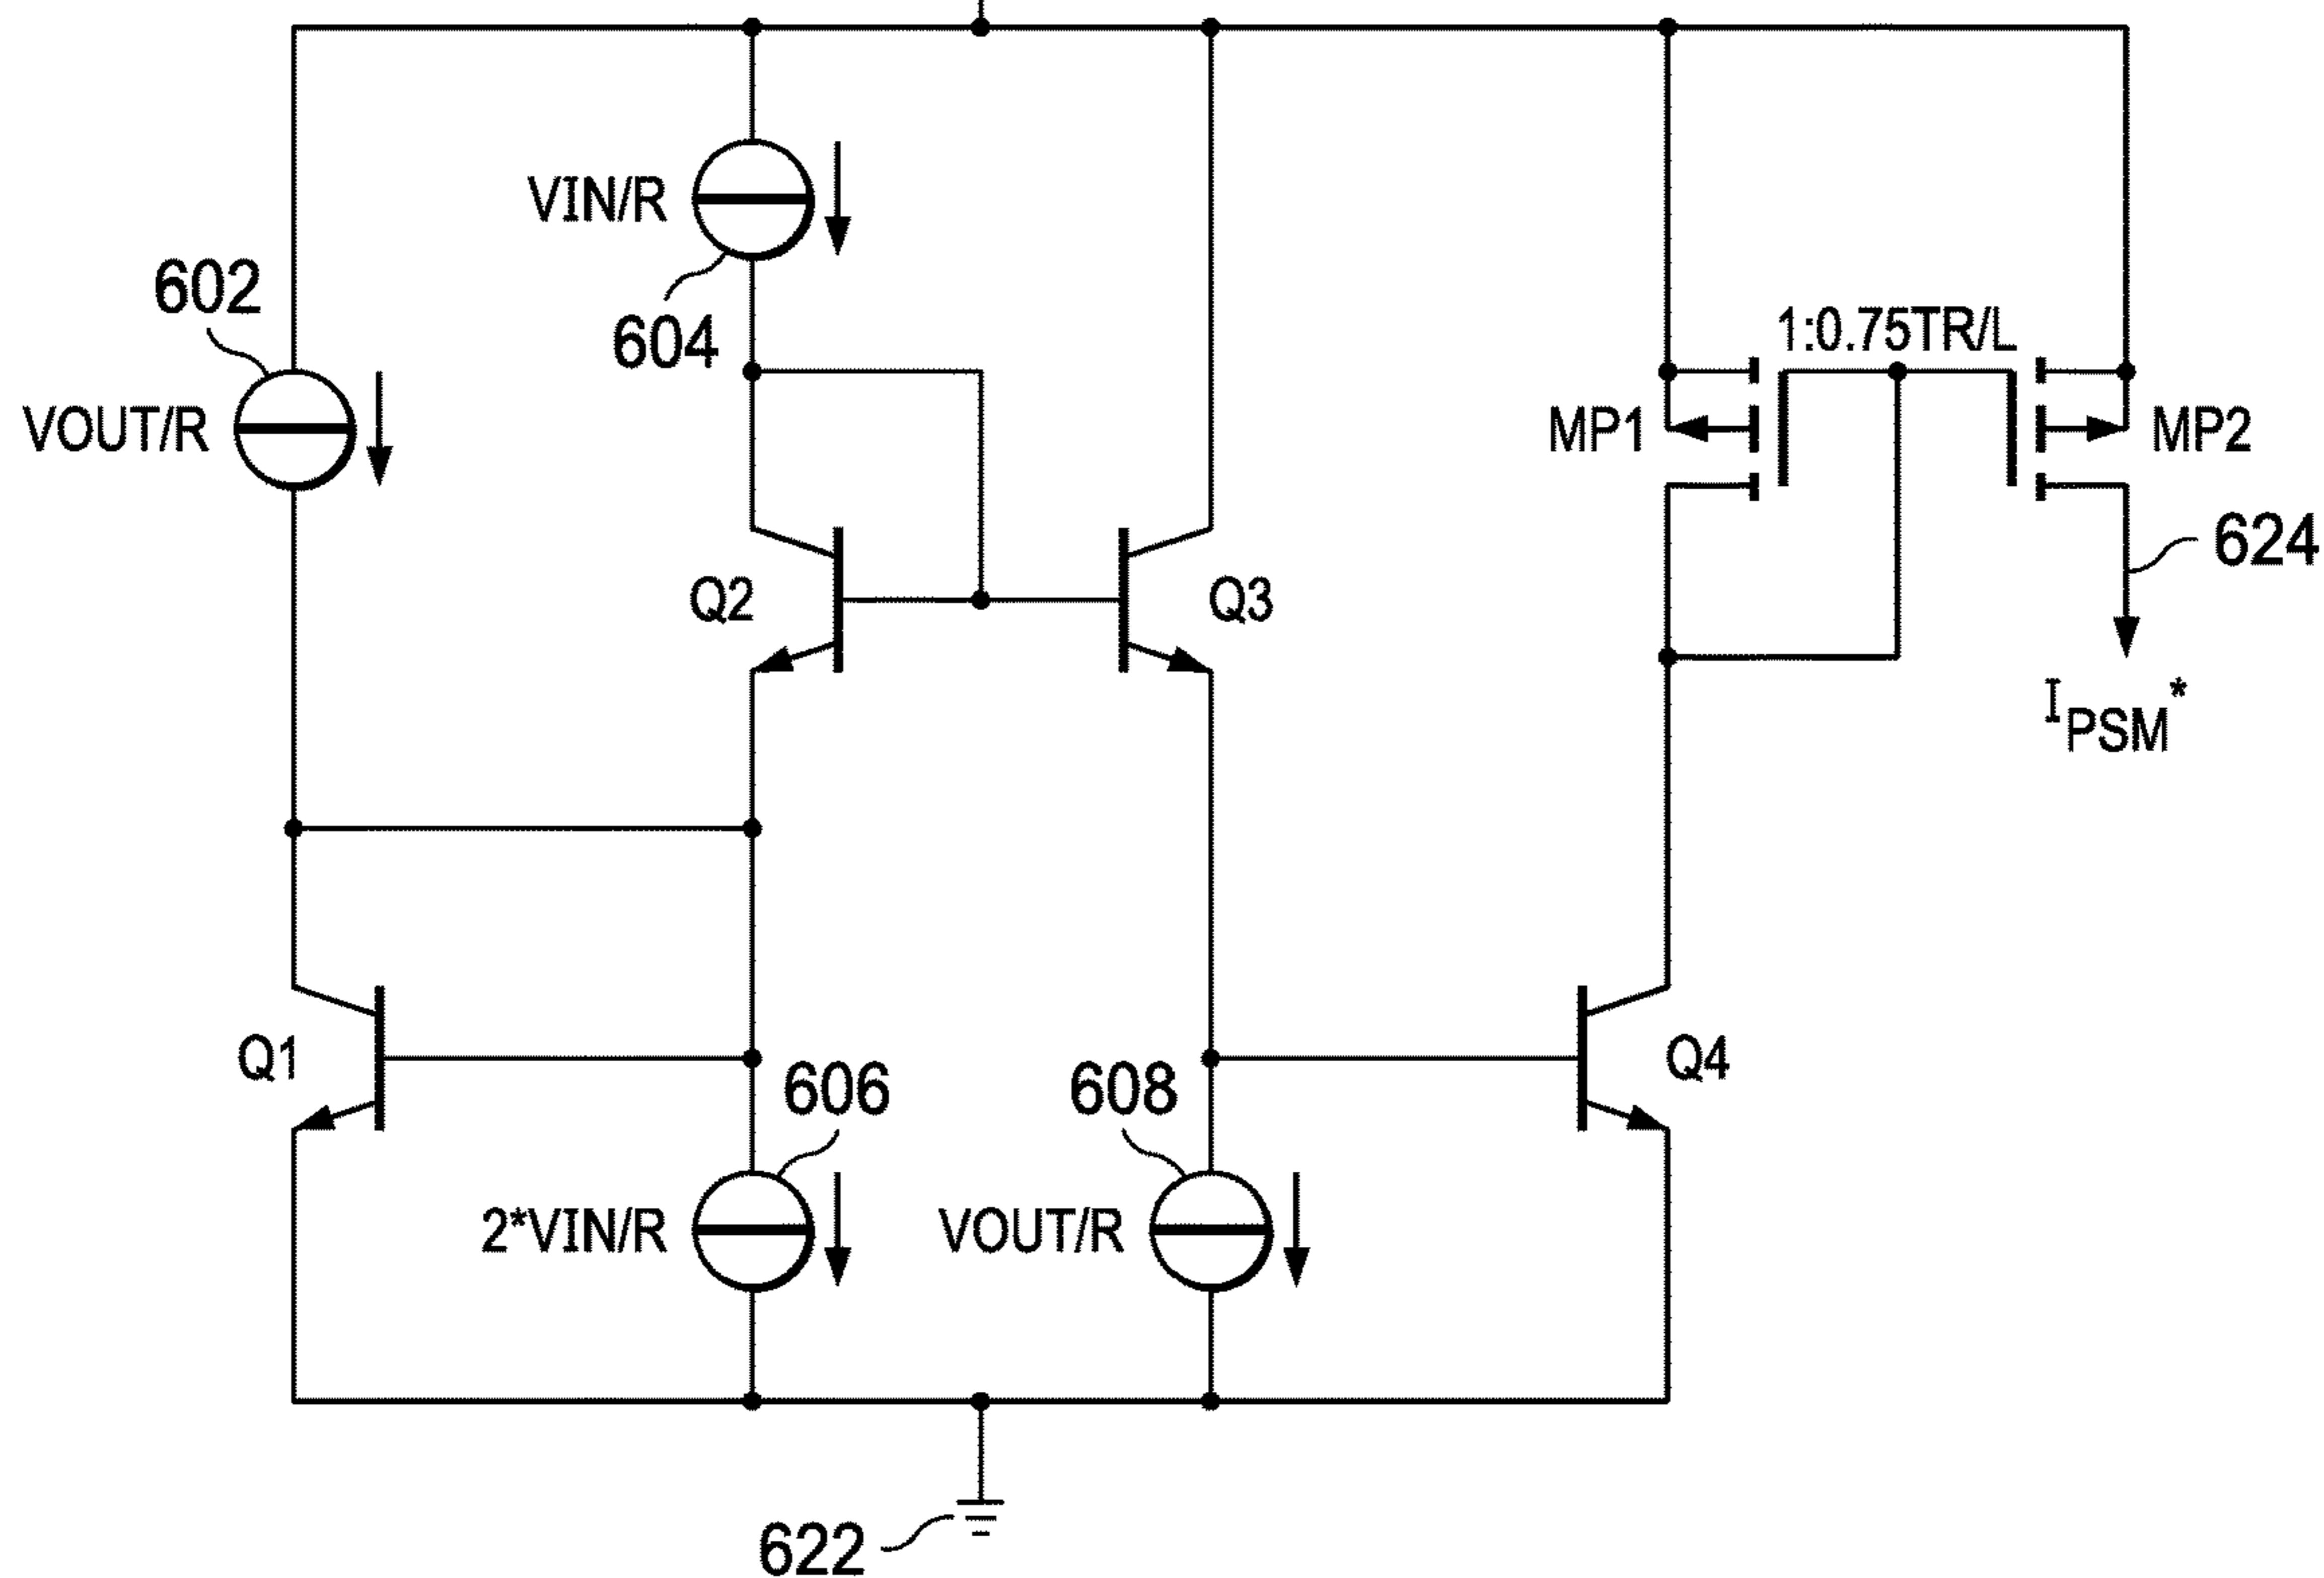 VIN/R
602
604
1:0.75TR/L
VOUT/R
MP1
MP2
624
Q2
Q3
I PSM*
Q1
606
608
Q4
2*VIN/R
VOUT/R
622